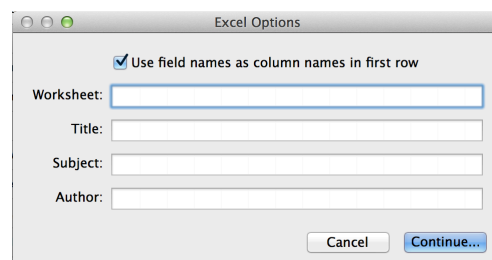 Excel Options
Use field names as column names in first row
Worksheet:
Title:
Subject:
Author:
Cancel Continue...